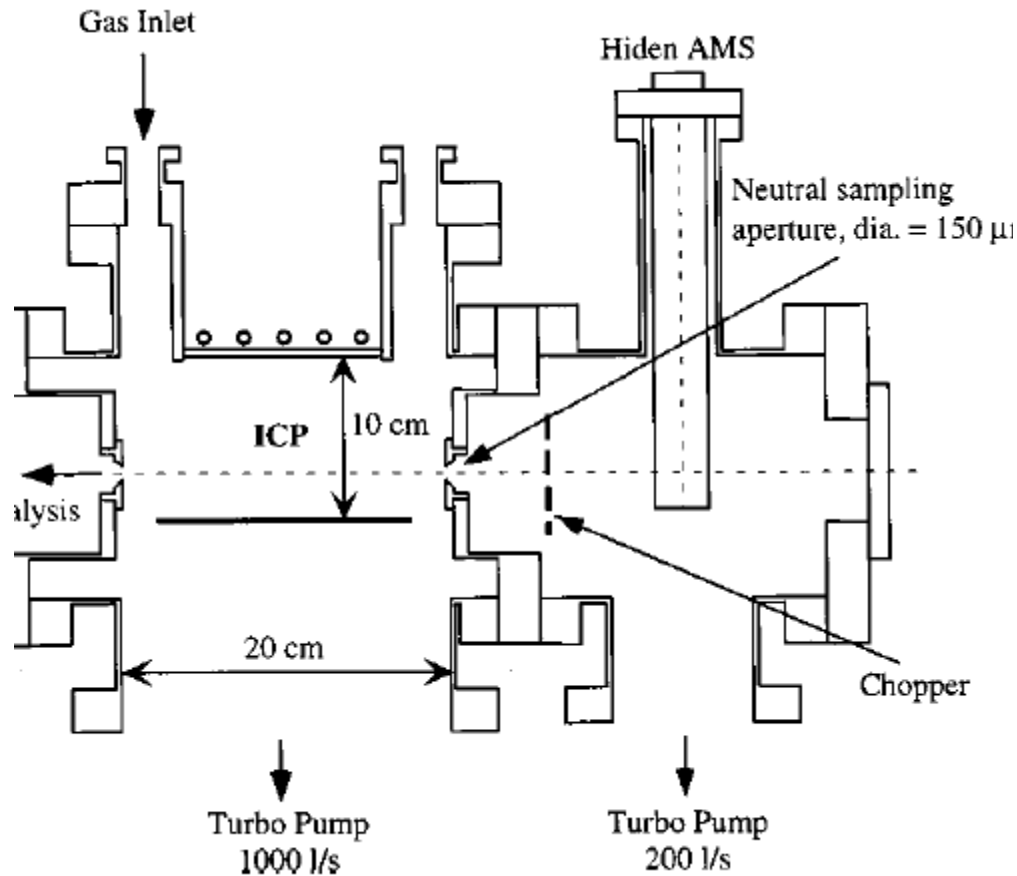 Gas Inlet
Hiden AMS
Neutral sampling
aperture, dia. = 150 μm
ICP
10 cm
alysis
20 cm
Chopper
Turbo Pump
1000 l/s
Turbo Pump
200 l/s